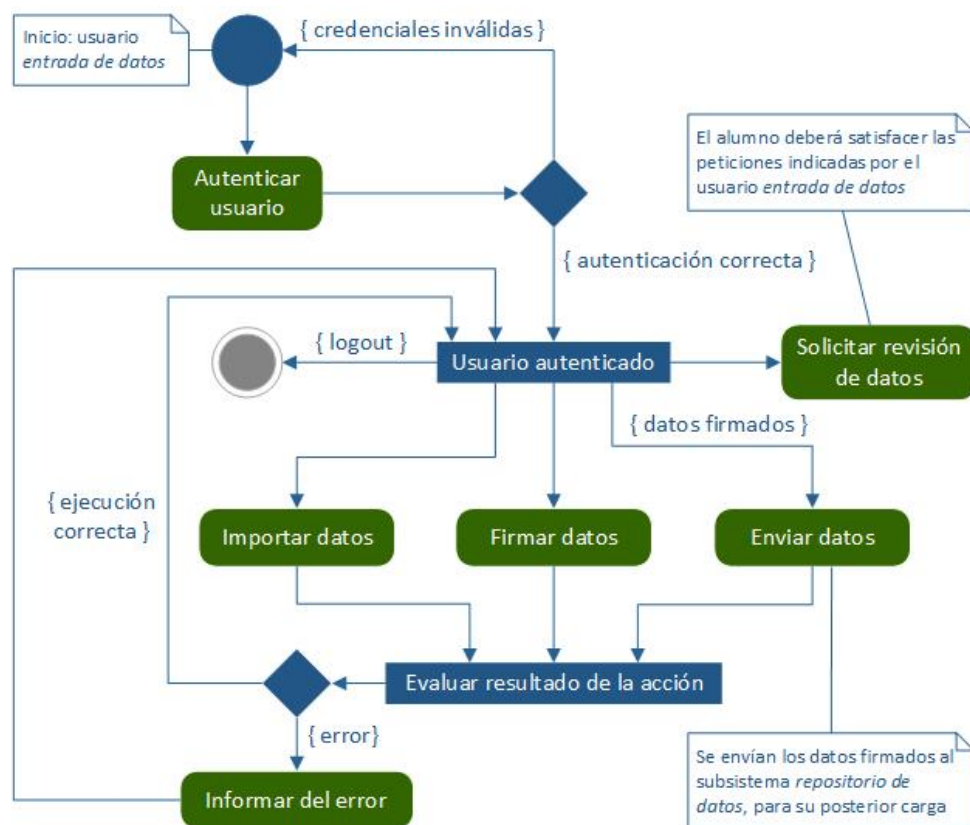 Inicio: usuario
entrada de datos
{ credenciales inválidas }
El alumno deberá satisfacer las
peticiones indicadas por el
usuario entrada de datos
Autenticar
usuario
{ autenticación correcta }
{ logout }
Usuario autenticado
Solicitar revisión
de datos
{ datos firmados }
{ ejecución
correcta }
Importar datos
Firmar datos
Enviar datos
Evaluar resultado de la acción
{ error}
Informar del error
Se envían los datos firmados al
subsistema repositorio de
datos, para su posterior carga